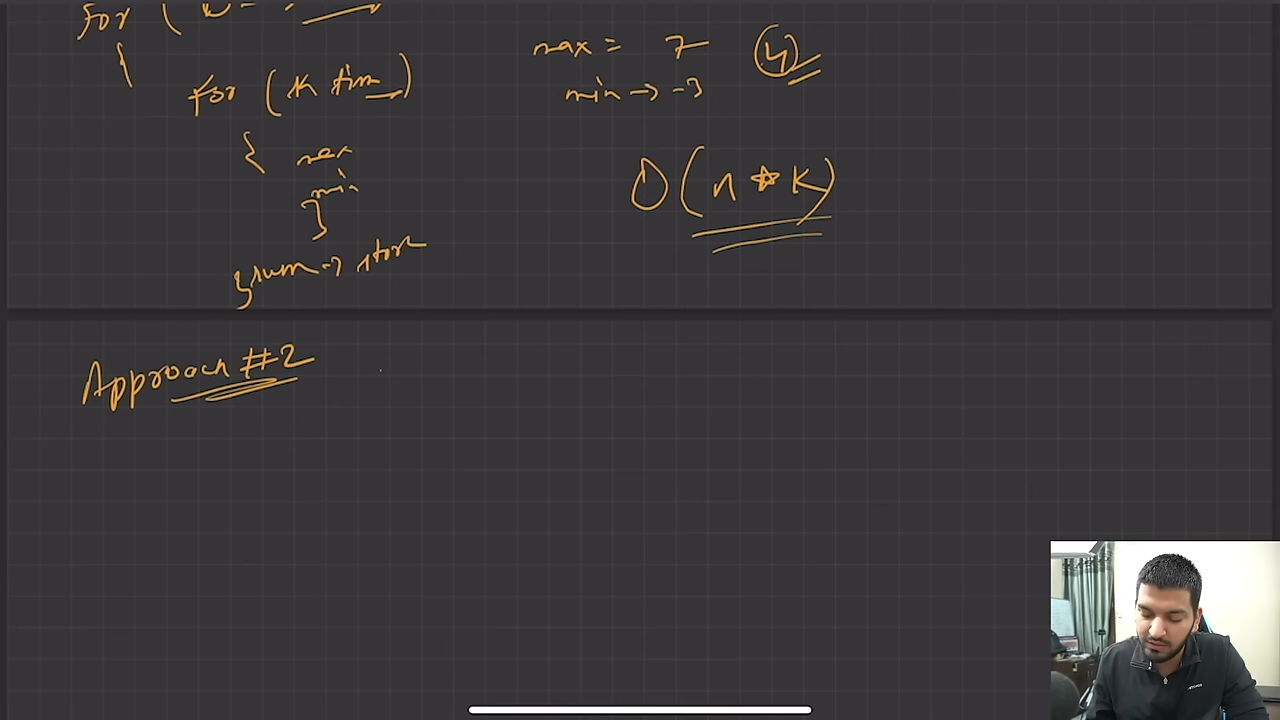 for (
{
for (K time)
{ max
min
}
} sum → store
max = 7 (4)
min → -3
O(n * K)
Approach #2